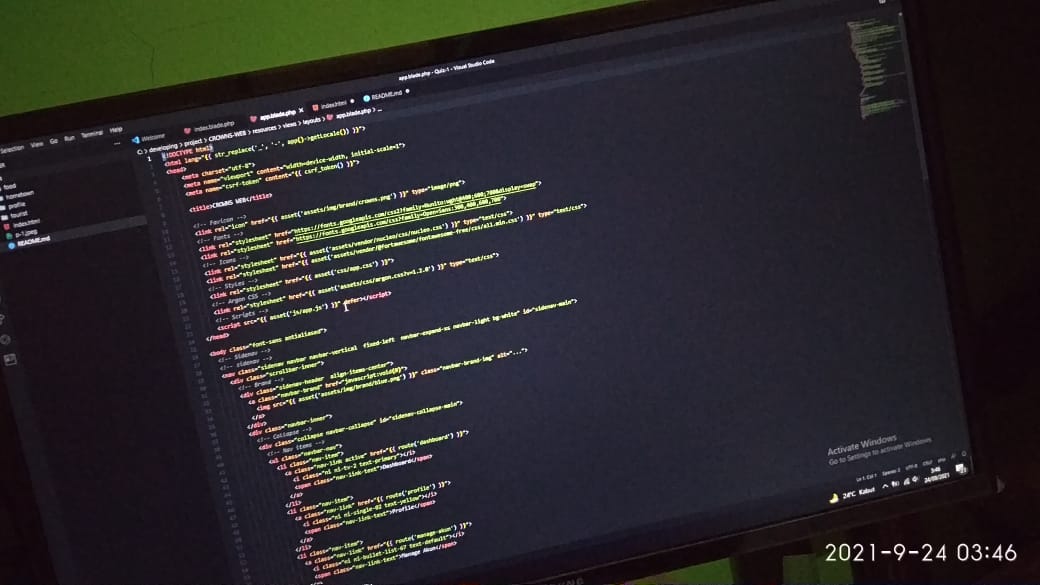 app.blade.php - Quiz-1 - Visual Studio Code
Selection View Go Run Terminal Help
Welcome index.blade.php app.blade.php index.html README.md
C: > developing > project > CROWNS-WEB > resources > views > layouts > app.blade.php > ...
food
hometown
profile
tourist
index.html
p-1.jpeg
README.md
1 <!DOCTYPE html>
<html lang="{{ str_replace('_', '-', app()->getLocale()) }}">
<head>
<meta charset="utf-8">
<meta name="viewport" content="width=device-width, initial-scale=1">
<meta name="csrf-token" content="{{ csrf_token() }}">
<title>CROWNS WEB</title>
<!-- Favicon -->
<link rel="icon" href="{{ asset('assets/img/brand/crowns.png') }}" type="image/png">
<!-- Fonts -->
<link rel="stylesheet" href="https://fonts.googleapis.com/css2?family=Nunito:wght@400;600;700&display=swap">
<link rel="stylesheet" href="https://fonts.googleapis.com/css?family=Open+Sans:300,400,600,700">
<!-- Icons -->
<link rel="stylesheet" href="{{ asset('assets/vendor/nucleo/css/nucleo.css') }}" type="text/css">
<link rel="stylesheet" href="{{ asset('assets/vendor/@fortawesome/fontawesome-free/css/all.min.css') }}" type="text/css">
<!-- Styles -->
<link rel="stylesheet" href="{{ asset('css/app.css') }}">
<!-- Argon CSS -->
<link rel="stylesheet" href="{{ asset('assets/css/argon.css?v=1.2.0') }}" type="text/css">
<!-- Scripts -->
<script src="{{ asset('js/app.js') }}" defer></script>
</head>
<body class="font-sans antialiased">
<!-- Sidenav -->
<!-- sidenav -->
<nav class="sidenav navbar navbar-vertical fixed-left navbar-expand-xs navbar-light bg-white" id="sidenav-main">
<div class="scrollbar-inner">
<!-- Brand -->
<div class="sidenav-header align-items-center">
<a class="navbar-brand" href="javascript:void(0)">
<img src="{{ asset('assets/img/brand/blue.png') }}" class="navbar-brand-img" alt="...">
</a>
</div>
<div class="navbar-inner">
<!-- Collapse -->
<div class="collapse navbar-collapse" id="sidenav-collapse-main">
<!-- Nav items -->
<ul class="navbar-nav">
<li class="nav-item">
<a class="nav-link active" href="{{ route('dashboard') }}">
<i class="ni ni-tv-2 text-primary"></i>
<span class="nav-link-text">Dashboard</span>
</a>
</li>
<li class="nav-item">
<a class="nav-link" href="{{ route('profile') }}">
<i class="ni ni-single-02 text-yellow"></i>
<span class="nav-link-text">Profile</span>
</a>
</li>
<li class="nav-item">
<a class="nav-link" href="{{ route('manage-akun') }}">
<i class="ni ni-bullet-list-67 text-default"></i>
<span class="nav-link-text">Manage Akun</span>
Activate Windows
Go to Settings to activate Windows.
Ln 1, Col 1 Spaces: 2 UTF-8 CRLF PHP
24°C Kabut
3:46
24/09/2021
2021-9-24 03:46